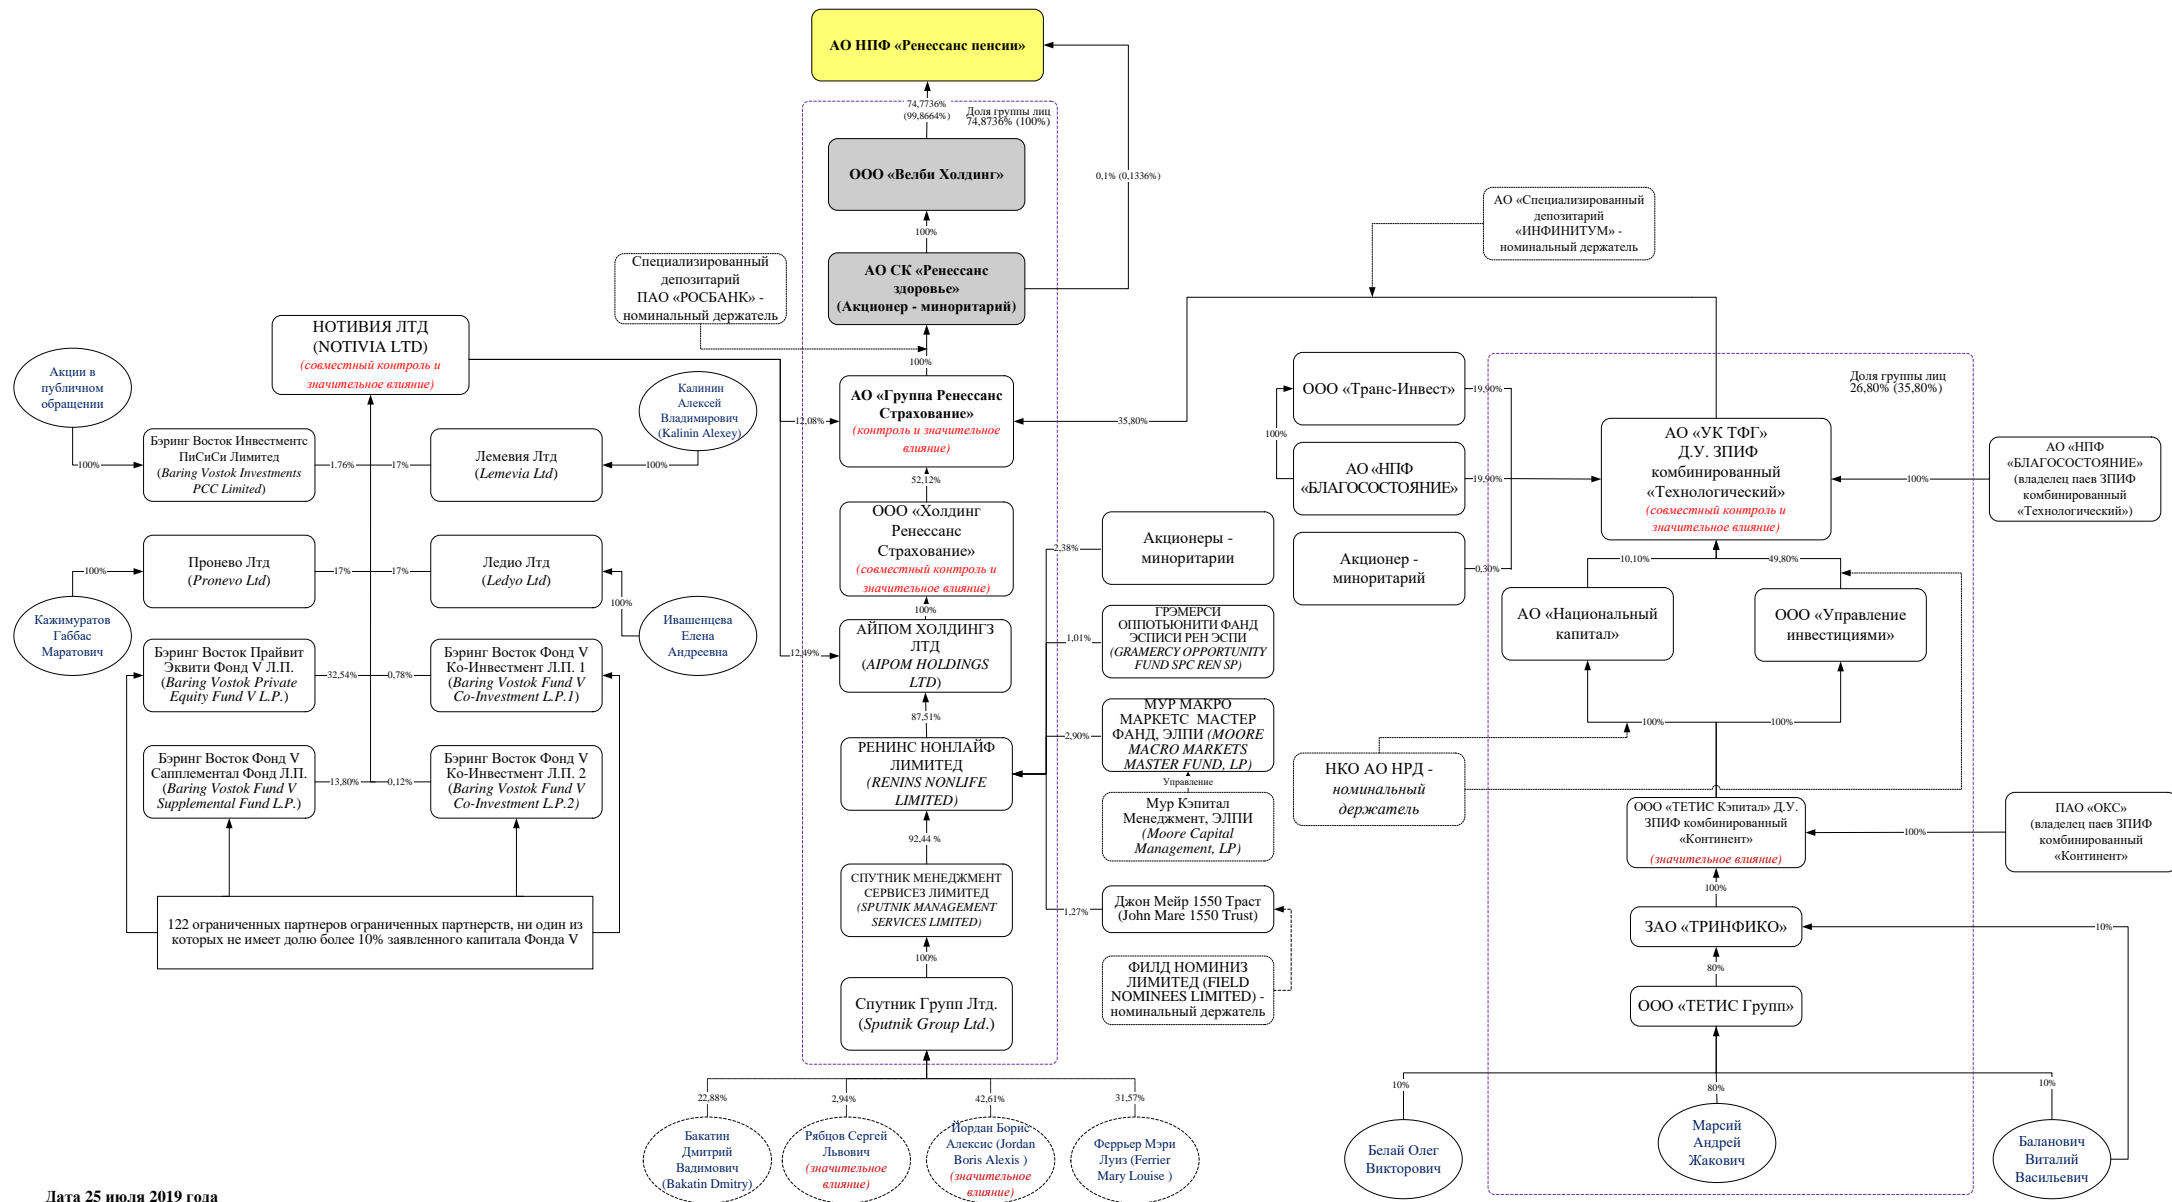 АО НПФ «Ренессанс пенсии»
74,7736%
(99,8664%)
Доля группы лиц
74,8736% (100%)
ООО «Велби Холдинг»
0,1% (0,1336%)
100%
АО СК «Ренессанс
здоровье»
(Акционер - миноритарий)
Специализированный
депозитарий
ПАО «РОСБАНК» -
номинальный держатель
100%
АО «Специализированный
депозитарий
«ИНФИНИТУМ» -
номинальный держатель
НОТИВИЯ ЛТД
(NOTIVIA LTD)
(совместный контроль и
значительное влияние)
Акции в
публичном
обращении
Калинин
Алексей
Владимирович
(Kalinin Alexey)
12,08%
АО «Группа Ренессанс
Страхование»
(контроль и значительное
влияние)
35,80%
Бэринг Восток Инвестментс
ПиСиСи Лимитед
(Baring Vostok Investments
PCC Limited)
100%
1.76%
17%
Лемевия Лтд
(Lemevia Ltd)
100%
52,12%
ООО «Холдинг
Ренессанс
Страхование»
(совместный контроль и
значительное влияние)
Пронево Лтд
(Pronevo Ltd)
100%
17%
17%
Ледио Лтд
(Ledyo Ltd)
100%
Кажимуратов
Габбас
Маратович
Ивашенцева
Елена
Андреевна
100%
АЙПОМ ХОЛДИНГЗ
ЛТД
(AIPOM HOLDINGS
LTD)
12,49%
Бэринг Восток Прайвит
Эквити Фонд V Л.П.
(Baring Vostok Private
Equity Fund V L.P.)
32,54%
0,78%
Бэринг Восток Фонд V
Ко-Инвестмент Л.П. 1
(Baring Vostok Fund V
Co-Investment L.P.1)
87,51%
РЕНИНС НОНЛАЙФ
ЛИМИТЕД
(RENINS NONLIFE
LIMITED)
Бэринг Восток Фонд V
Сапплементал Фонд Л.П.
(Baring Vostok Fund V
Supplemental Fund L.P.)
13,80%
0,12%
Бэринг Восток Фонд V
Ко-Инвестмент Л.П. 2
(Baring Vostok Fund V
Co-Investment L.P.2)
122 ограниченных партнеров ограниченных партнерств, ни один из
которых не имеет долю более 10% заявленного капитала Фонда V
92,44 %
СПУТНИК МЕНЕДЖМЕНТ
СЕРВИСЕЗ ЛИМИТЕД
(SPUTNIK MANAGEMENT
SERVICES LIMITED)
100%
Спутник Групп Лтд.
(Sputnik Group Ltd.)
22,88%
2,94%
42,61%
31,57%
Бакатин
Дмитрий
Вадимович
(Bakatin Dmitry)
Рябцов Сергей
Львович
(значительное
влияние)
Йордан Борис
Алексис (Jordan
Boris Alexis )
(значительное
влияние)
Феррьер Мэри
Луиз (Ferrier
Mary Louise )
2,38%
Акционеры -
миноритарии
1,01%
ГРЭМЕРСИ
ОППОТЬЮНИТИ ФАНД
ЭСПИСИ РЕН ЭСПИ
(GRAMERCY OPPORTUNITY
FUND SPC REN SP)
2,90%
МУР МАКРО
МАРКЕТС МАСТЕР
ФАНД, ЭЛПИ (MOORE
MACRO MARKETS
MASTER FUND, LP)
Управление
Мур Кэпитал
Менеджмент, ЭЛПИ
(Moore Capital
Management, LP)
1,27%
Джон Мейр 1550 Траст
(John Mare 1550 Trust)
ФИЛД НОМИНИЗ
ЛИМИТЕД (FIELD
NOMINEES LIMITED) -
номинальный держатель
ООО «Транс-Инвест»
19,90%
100%
АО «НПФ
«БЛАГОСОСТОЯНИЕ»
19,90%
Акционер -
миноритарий
0,30%
Доля группы лиц
26,80% (35,80%)
АО «УК ТФГ»
Д.У. ЗПИФ
комбинированный
«Технологический»
(совместный контроль и
значительное влияние)
100%
АО «НПФ
«БЛАГОСОСТОЯНИЕ»
(владелец паев ЗПИФ
комбинированный
«Технологический»)
10,10%
49,80%
АО «Национальный
капитал»
ООО «Управление
инвестициями»
100%
100%
НКО АО НРД -
номинальный
держатель
ООО «ТЕТИС Кэпитал» Д.У.
ЗПИФ комбинированный
«Континент»
(значительное влияние)
100%
ПАО «ОКС»
(владелец паев ЗПИФ
комбинированный
«Континент»
100%
ЗАО «ТРИНФИКО»
10%
80%
ООО «ТЕТИС Групп»
10%
80%
10%
Белай Олег
Викторович
Марсий
Андрей
Жакович
Баланович
Виталий
Васильевич
Дата 25 июля 2019 года